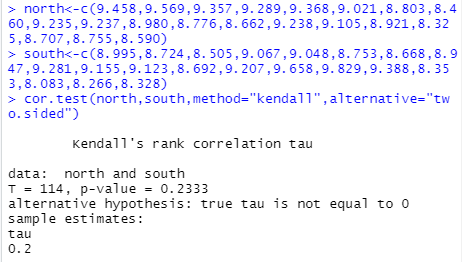 > north<-c(9.458,9.569,9.357,9.289,9.368,9.021,8.803,8.4
60,9.235,9.237,8.980,8.776,8.662,9.238,9.105,8.921,8.32
5,8.707,8.755,8.590)
> south<-c(8.995,8.724,8.505,9.067,9.048,8.753,8.668,8.9
47,9.281,9.155,9.123,8.692,9.207,9.658,9.829,9.388,8.35
3,8.083,8.266,8.328)
> cor.test(north,south,method="kendall",alternative="tw
o.sided")
Kendall's rank correlation tau
data:  north and south
T = 114, p-value = 0.2333
alternative hypothesis: true tau is not equal to 0
sample estimates:
tau
0.2